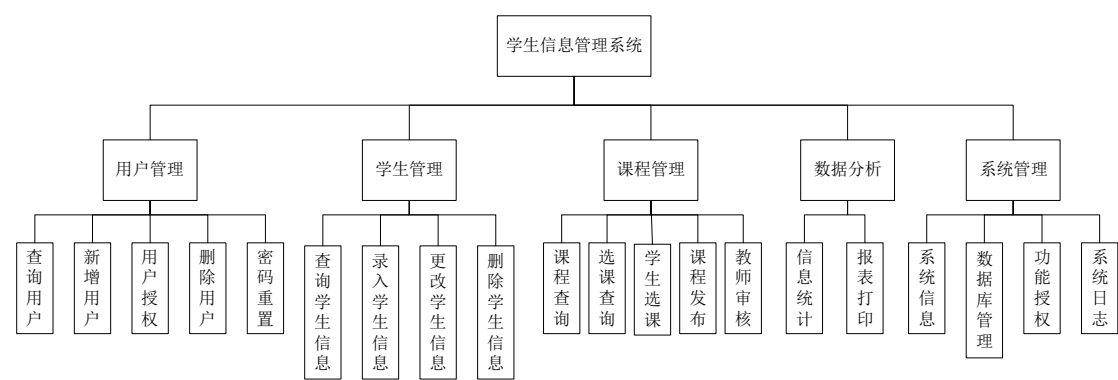 学生信息管理系统
用户管理
学生管理
课程管理
数据分析
系统管理
查询用户
新增用户
用户授权
删除用户
密码重置
查询学生信息
录入学生信息
更改学生信息
删除学生信息
课程查询
选课查询
学生选课
课程发布
教师审核
信息统计
报表打印
系统信息
数据库管理
功能授权
系统日志